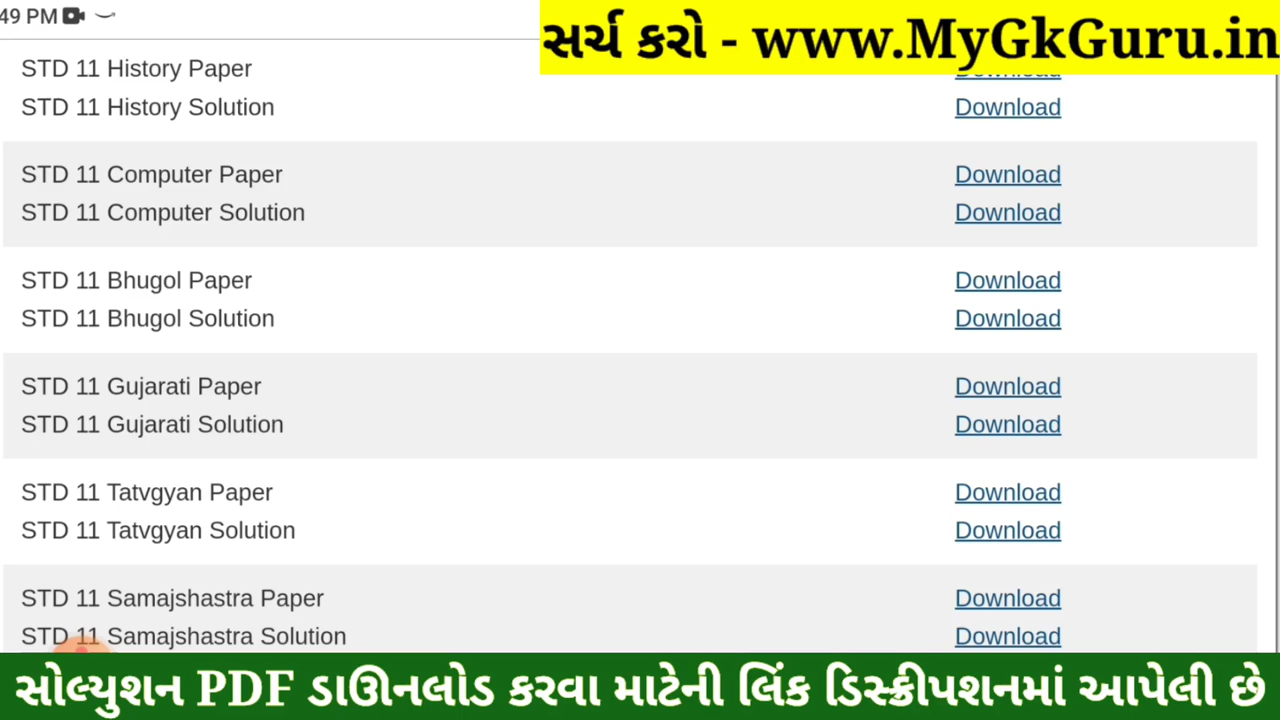 49 PM
સર્ચ કરો - www.MyGkGuru.in
STD 11 History Paper Download
STD 11 History Solution Download
STD 11 Computer Paper Download
STD 11 Computer Solution Download
STD 11 Bhugol Paper Download
STD 11 Bhugol Solution Download
STD 11 Gujarati Paper Download
STD 11 Gujarati Solution Download
STD 11 Tatvgyan Paper Download
STD 11 Tatvgyan Solution Download
STD 11 Samajshastra Paper Download
STD 11 Samajshastra Solution Download
સોલ્યુશન PDF ડાઊનલોડ કરવા માટેની લિંક ડિસ્ક્રીપશનમાં આપેલી છે